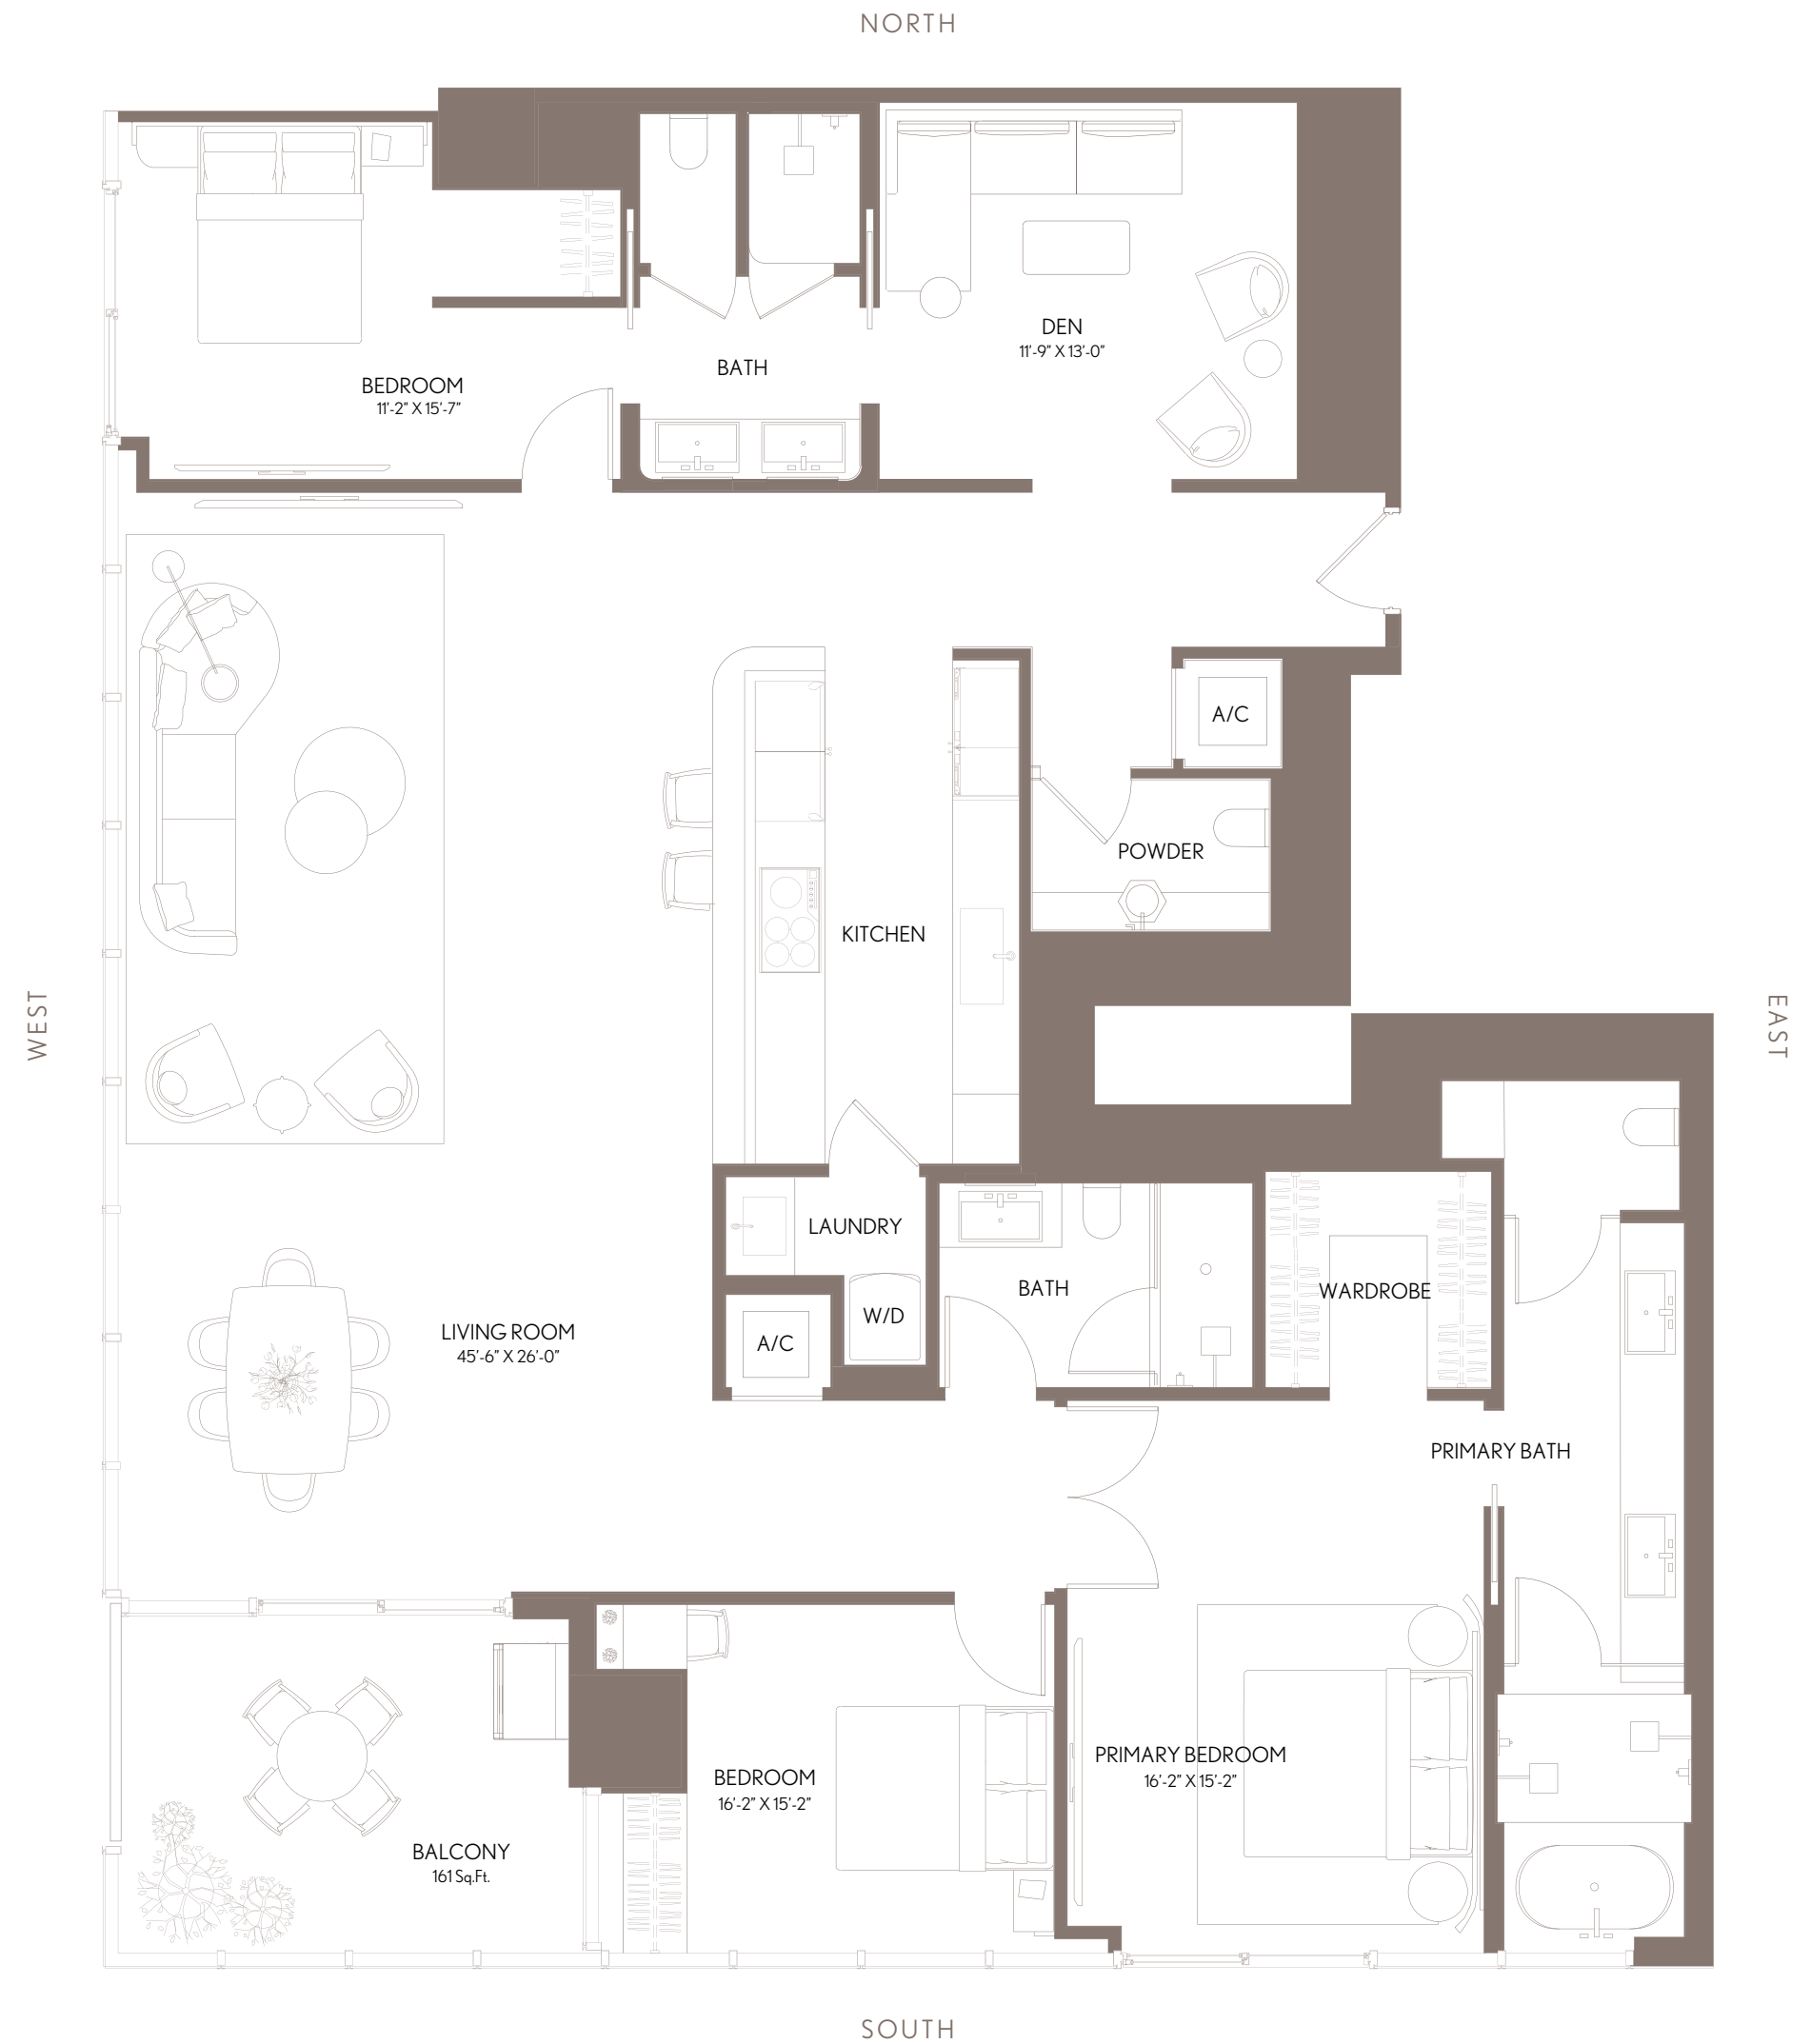 NORTH
DEN
11'-9" X 13'-0"
BATH
BEDROOM
11'-2" X 15'-7"
A/C
POWDER
KITCHEN
WEST
EAST
LAUNDRY
BATH
WARDROBE
W/D
A/C
LIVING ROOM
45'-6" X 26'-0"
PRIMARY BATH
PRIMARY BEDROOM
16'-2" X 15'-2"
BEDROOM
16'-2" X 15'-2"
BALCONY
161 Sq.Ft.
SOUTH